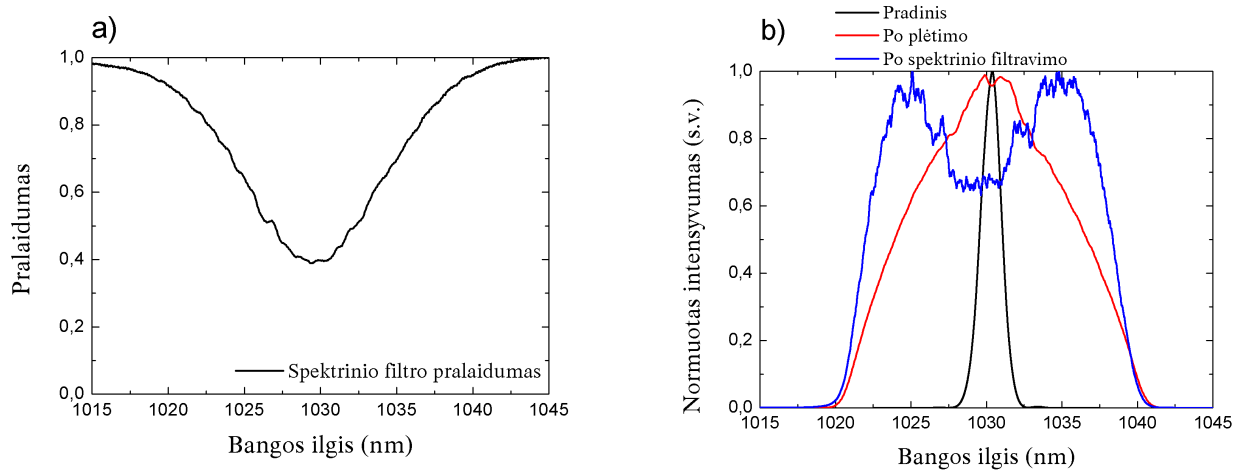 a)
1,0
0,8
0,6
0,4
0,2
0,0
Pralaidumas
Spektrinio filtro pralaidumas
1015 1020 1025 1030 1035 1040 1045
Bangos ilgis (nm)
b)
Pradinis
Po plėtimo
Po spektrinio filtravimo
1,0
0,8
0,6
0,4
0,2
0,0
Normuotas intensyvumas (s.v.)
1015 1020 1025 1030 1035 1040 1045
Bangos ilgis (nm)